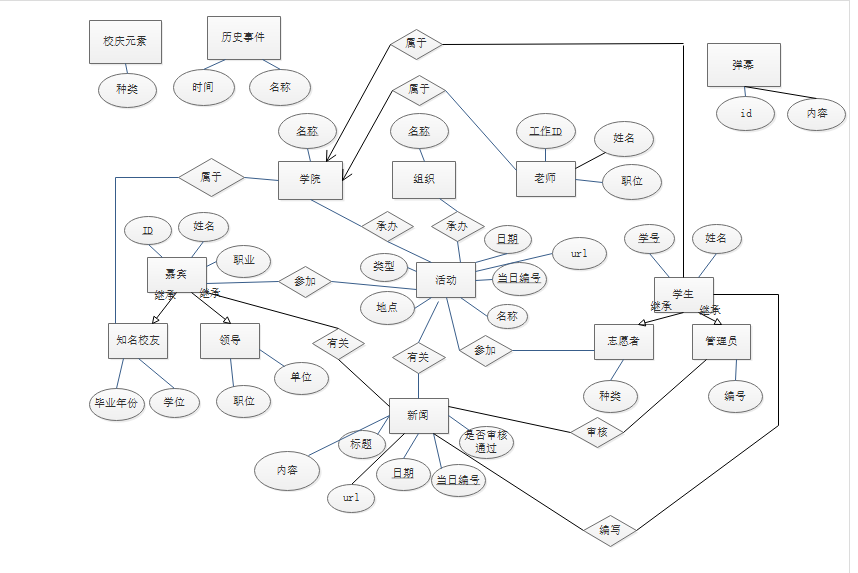 校庆元素
历史事件
属于
弹幕
种类
时间
名称
属于
id
内容
名称
名称
工作ID
姓名
属于
学院
组织
老师
职位
ID
姓名
承办
承办
日期
学号
姓名
职业
类型
url
嘉宾
参加
活动
当日编号
继承
继承
地点
名称
学生
继承
继承
知名校友
领导
有关
有关
参加
志愿者
管理员
单位
毕业年份
学位
职位
种类
编号
新闻
标题
是否审核
通过
审核
内容
日期
当日编号
url
编写